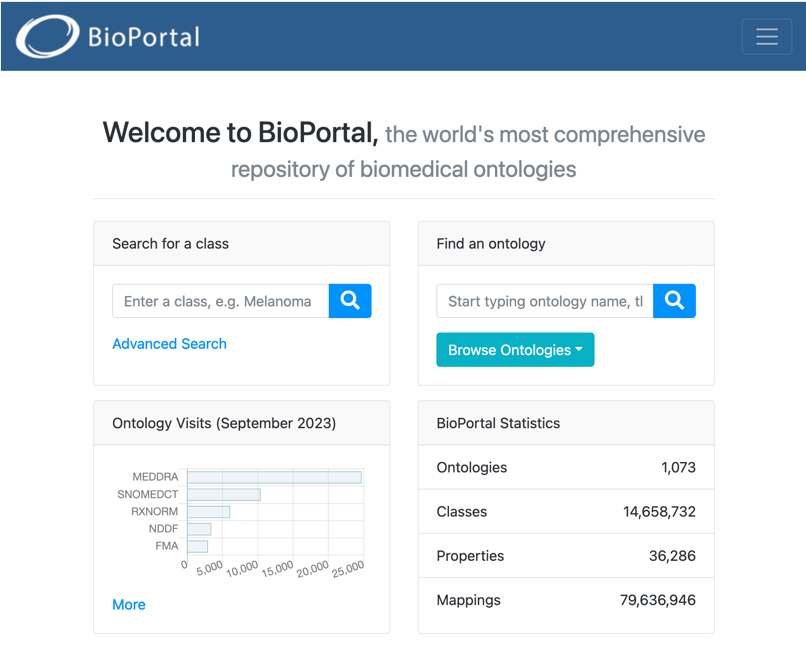 BioPortal
Welcome to BioPortal, the world's most comprehensive
repository of biomedical ontologies
Search for a class
Enter a class, e.g. Melanoma
Advanced Search
Find an ontology
Start typing ontology name, tl
Browse Ontologies
Ontology Visits (September 2023)
MEDDRA
SNOMEDCT
RXNORM
NDDF
FMA
0 5,000 10,000 15,000 20,000 25,000
More
BioPortal Statistics
Ontologies 1,073
Classes 14,658,732
Properties 36,286
Mappings 79,636,946